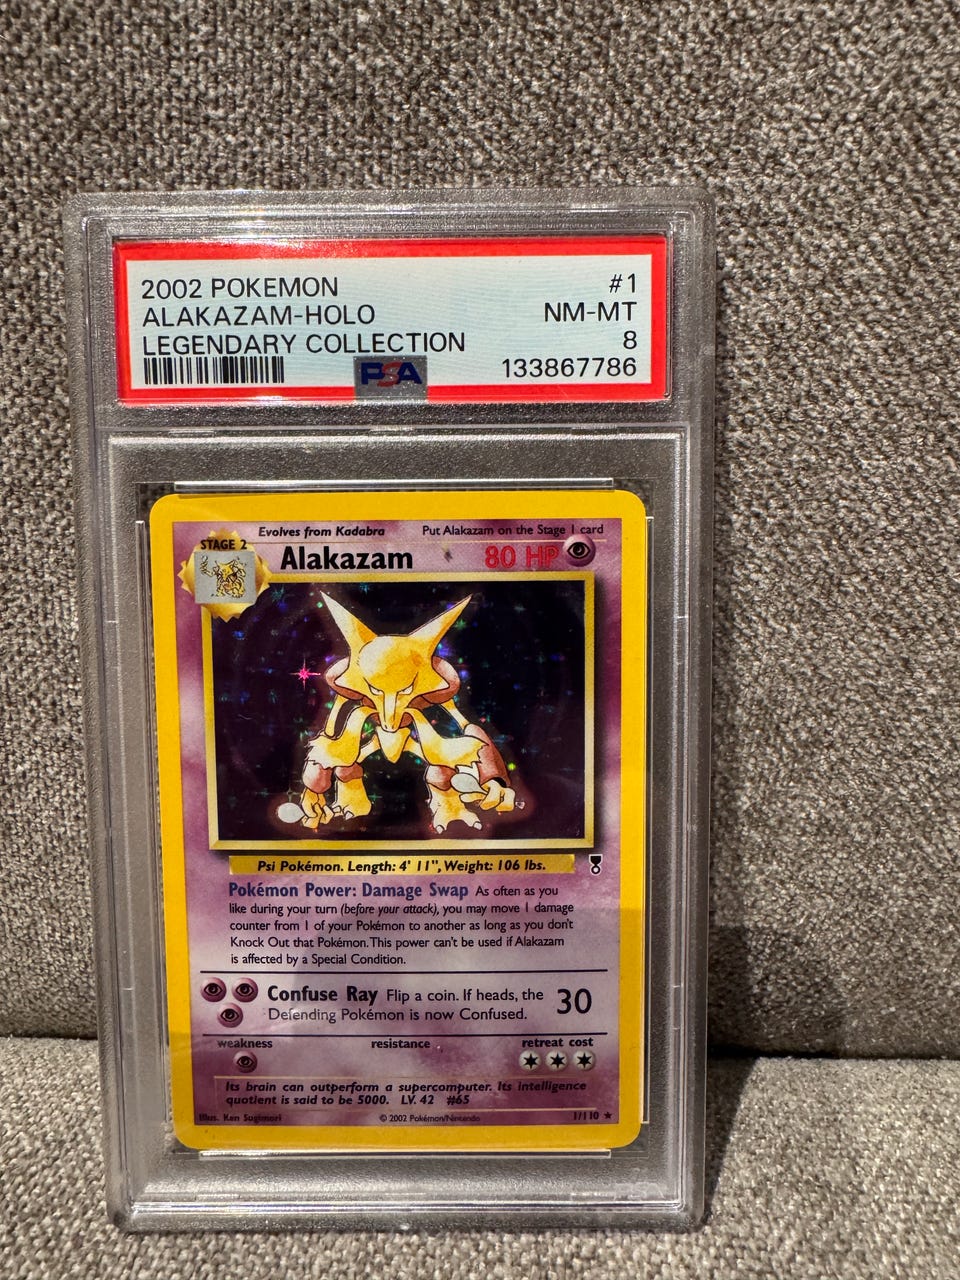 2002 POKEMON #1
ALAKAZAM-HOLO NM-MT
LEGENDARY COLLECTION 8
PSA 133867786
Evolves from Kadabra Put Alakazam on the Stage 1 card
STAGE 2
Alakazam 80 HP
Psi Pokémon. Length: 4' 11", Weight: 106 lbs.
Pokémon Power: Damage Swap As often as you
like during your turn (before your attack), you may move 1 damage
counter from 1 of your Pokémon to another as long as you don't
Knock Out that Pokémon. This power can't be used if Alakazam
is affected by a Special Condition.
Confuse Ray Flip a coin. If heads, the
Defending Pokémon is now Confused.
30
weakness resistance retreat cost
Its brain can outperform a supercomputer. Its intelligence
quotient is said to be 5000. LV. 42 #65
Illus. Ken Sugimori © 2002 Pokémon/Nintendo 1/110 ★